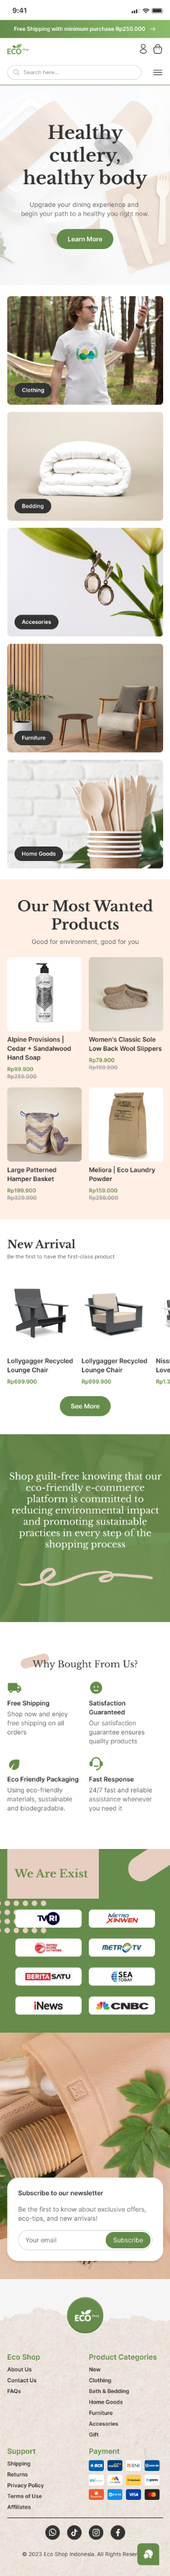 9:41
Free Shipping with minimum purchase Rp250.000
ECO shop
Search here...
Healthy
cutlery,
healthy body
Upgrade your dining experience and
begin your path to a healthy you right now.
Learn More
Clothing
Bedding
Accesories
Furniture
Home Goods
Our Most Wanted
Products
Good for environment, good for you
Alpine Provisions |
Cedar + Sandalwood
Hand Soap
Rp99.900
Rp259.000
Women's Classic Sole
Low Back Wool Slippers
Rp79.900
Rp159.900
Large Patterned
Hamper Basket
Rp199.900
Rp329.900
Meliora | Eco Laundry
Powder
Rp159.000
Rp259.000
New Arrival
Be the first to have the first-class product
Lollygagger Recycled
Lounge Chair
Rp699.900
Lollygagger Recycled
Lounge Chair
Rp899.900
Love
Rp1.3
See More
Shop guilt-free knowing that our
eco-friendly e-commerce
platform is committed to
reducing environmental impact
and promoting sustainable
practices in every step of the
shopping process
Why Bought From Us?
Free Shipping
Shop now and enjoy
free shipping on all
orders
Satisfaction
Guaranteed
Our satisfaction
guarantee ensures
quality products
Eco Friendly Packaging
Using eco-friendly
materials, sustainable
and biodegradable.
Fast Response
24/7 fast and reliable
assistance whenever
you need it
We Are Exist
TVRI
METRO
XINWEN
METROTV
BERITASATU
SEA
TODAY
iNews
CNBC
Subscribe to our newsletter
Be the first to know about exclusive offers,
eco-tips, and new arrivals!
Your email
Subscribe
ECO shop
Eco Shop
About Us
Contact Us
FAQs
Product Categories
New
Clothing
Bath & Bedding
Home Goods
Furniture
Accesories
Gift
Support
Shipping
Returns
Privacy Policy
Terms of Use
Affiliates
Payment
BCA
BNI
VISA
© 2023 Eco Shop Indonesia. All Rights Reser